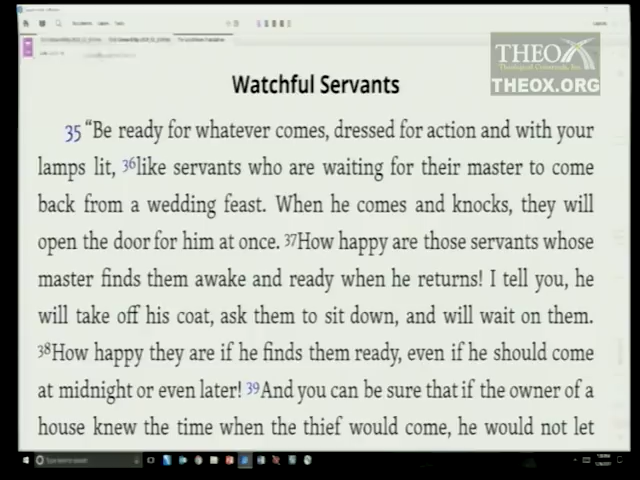 THEOX
THEOX.ORG
Watchful Servants
35 “Be ready for whatever comes, dressed for action and with your
lamps lit, 36like servants who are waiting for their master to come
back from a wedding feast. When he comes and knocks, they will
open the door for him at once. 37How happy are those servants whose
master finds them awake and ready when he returns! I tell you, he
will take off his coat, ask them to sit down, and will wait on them.
38How happy they are if he finds them ready, even if he should come
at midnight or even later! 39And you can be sure that if the owner of a
house knew the time when the thief would come, he would not let